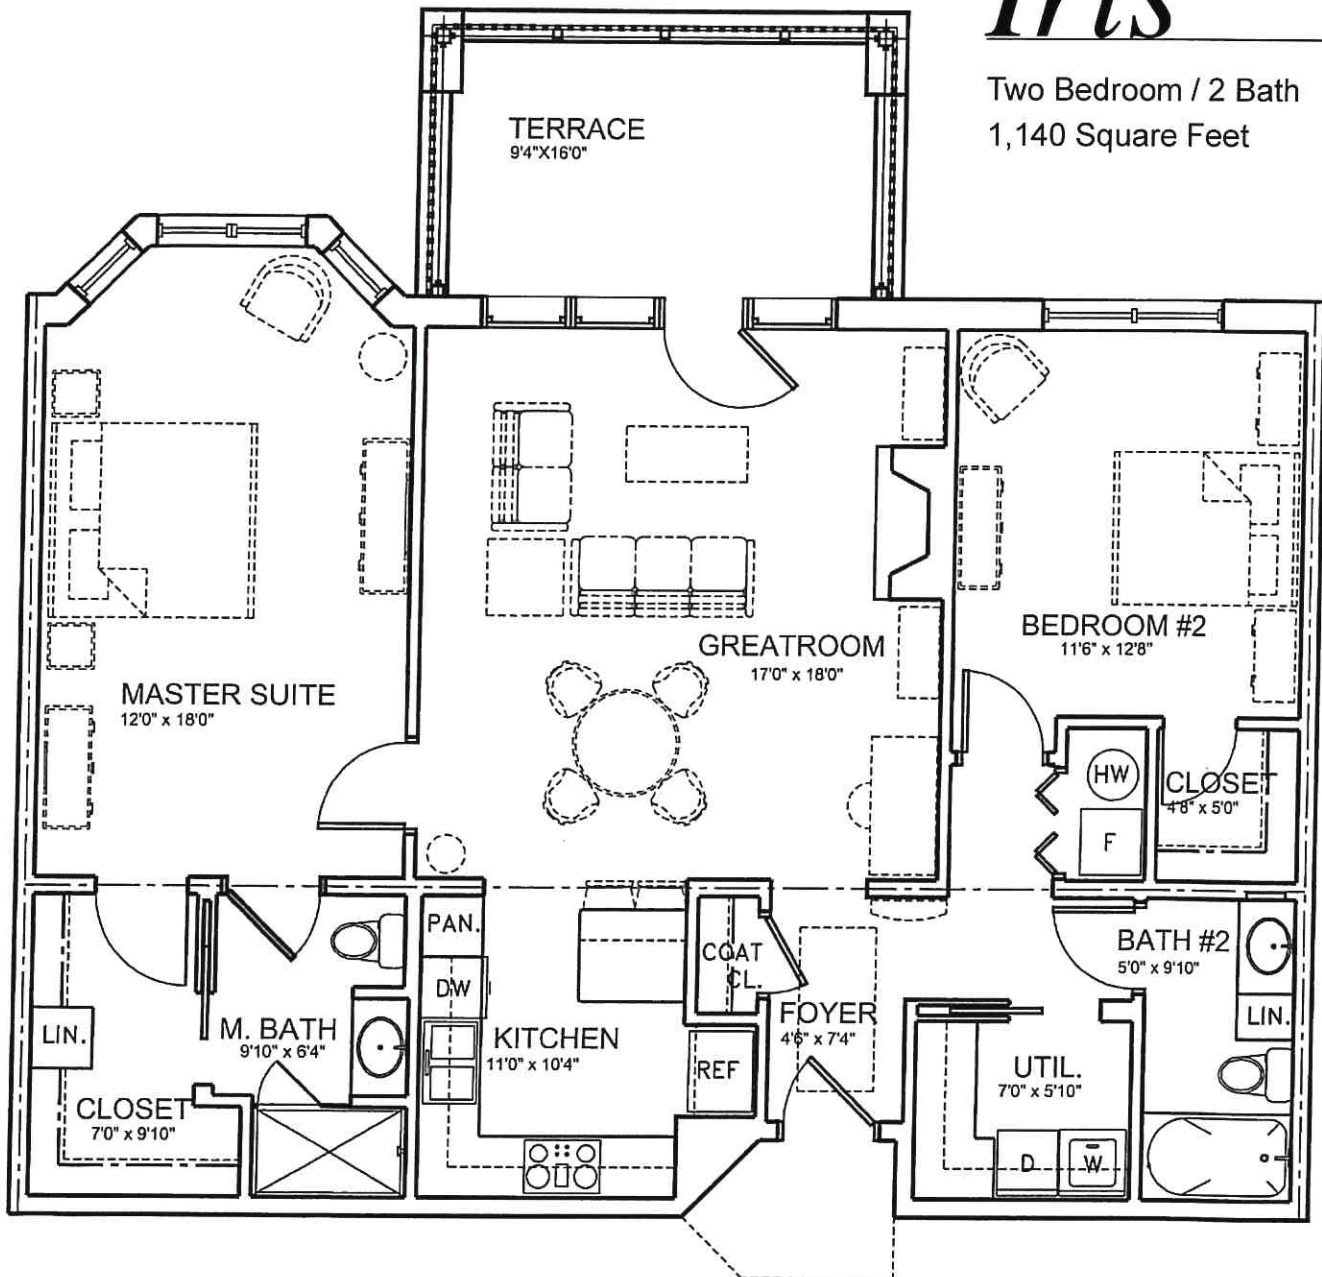 Iris
Two Bedroom / 2 Bath
1,140 Square Feet
TERRACE
9'4"X16'0"
GREATROOM
17'0" x 18'0"
BEDROOM #2
11'6" x 12'8"
MASTER SUITE
12'0" x 18'0"
HW
CLOSET
4'8" x 5'0"
F
PAN.
COAT
CL.
BATH #2
5'0" x 9'10"
DW
LIN.
M. BATH
9'10" x 6'4"
KITCHEN
11'0" x 10'4"
FOYER
4'6" x 7'4"
LIN.
REF
UTIL.
7'0" x 5'10"
CLOSET
7'0" x 9'10"
D
W